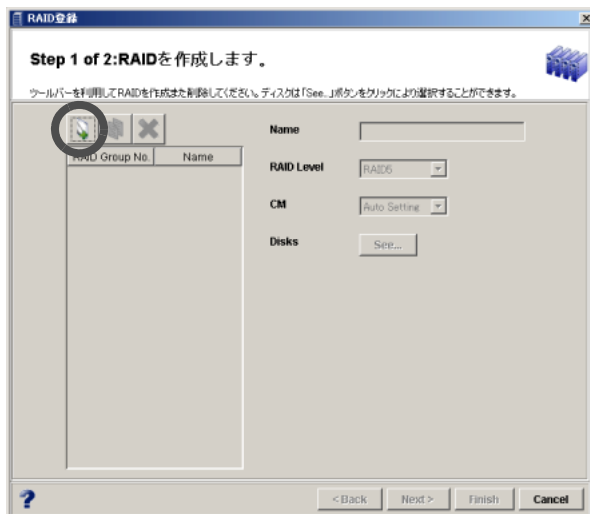 RAID登録
Step 1 of 2:RAIDを作成します。
ツールバーを利用してRAIDを作成また削除してください。ディスクは「See...」ボタンをクリックにより選択することができます。
Name
RAID Group No. Name
RAID Level RAID5
CM Auto Setting
Disks See...
? <Back Next> Finish Cancel